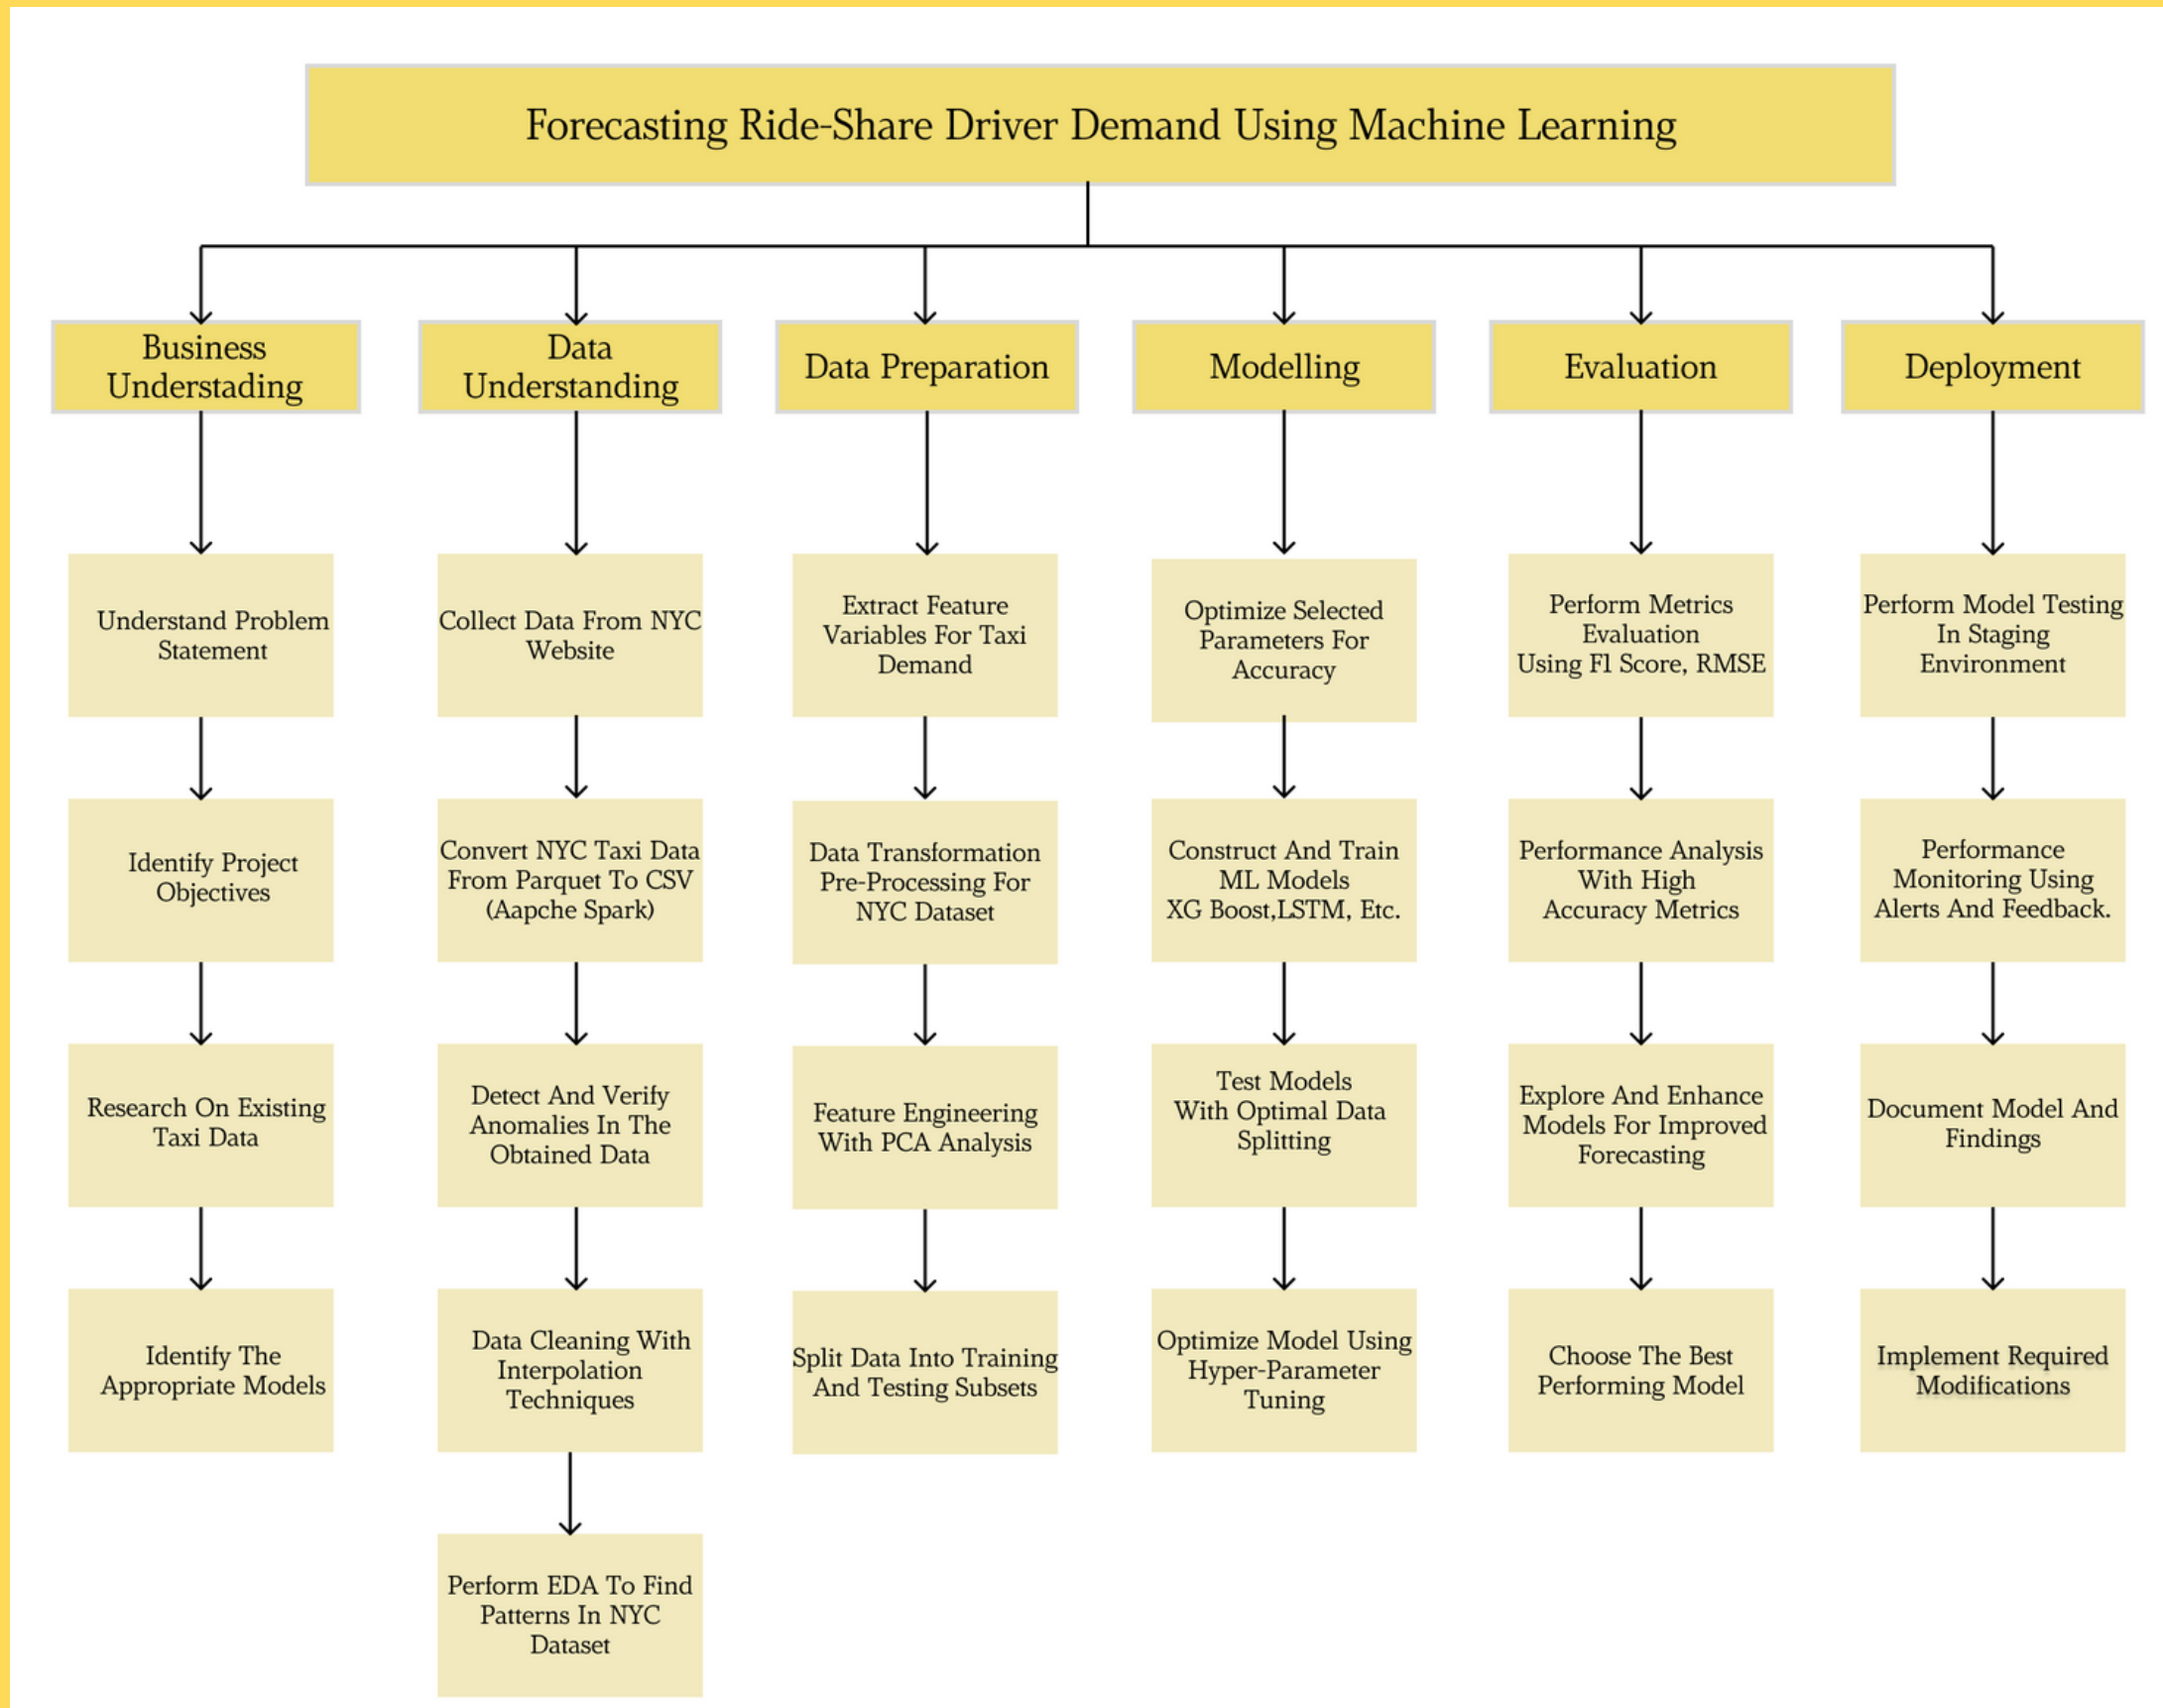 Forecasting Ride-Share Driver Demand Using Machine Learning
Business
Understading
Understand Problem
Statement
Identify Project
Objectives
Research On Existing
Taxi Data
Identify The
Appropriate Models
Data
Understanding
Collect Data From NYC
Website
Convert NYC Taxi Data
From Parquet To CSV
(Aapche Spark)
Detect And Verify
Anomalies In The
Obtained Data
Data Cleaning With
Interpolation
Techniques
Perform EDA To Find
Patterns In NYC
Dataset
Data Preparation
Extract Feature
Variables For Taxi
Demand
Data Transformation
Pre-Processing For
NYC Dataset
Feature Engineering
With PCA Analysis
Split Data Into Training
And Testing Subsets
Modelling
Optimize Selected
Parameters For
Accuracy
Construct And Train
ML Models
XG Boost,LSTM, Etc.
Test Models
With Optimal Data
Splitting
Optimize Model Using
Hyper-Parameter
Tuning
Evaluation
Perform Metrics
Evaluation
Using F1 Score, RMSE
Performance Analysis
With High
Accuracy Metrics
Explore And Enhance
Models For Improved
Forecasting
Choose The Best
Performing Model
Deployment
Perform Model Testing
In Staging
Environment
Performance
Monitoring Using
Alerts And Feedback.
Document Model And
Findings
Implement Required
Modifications